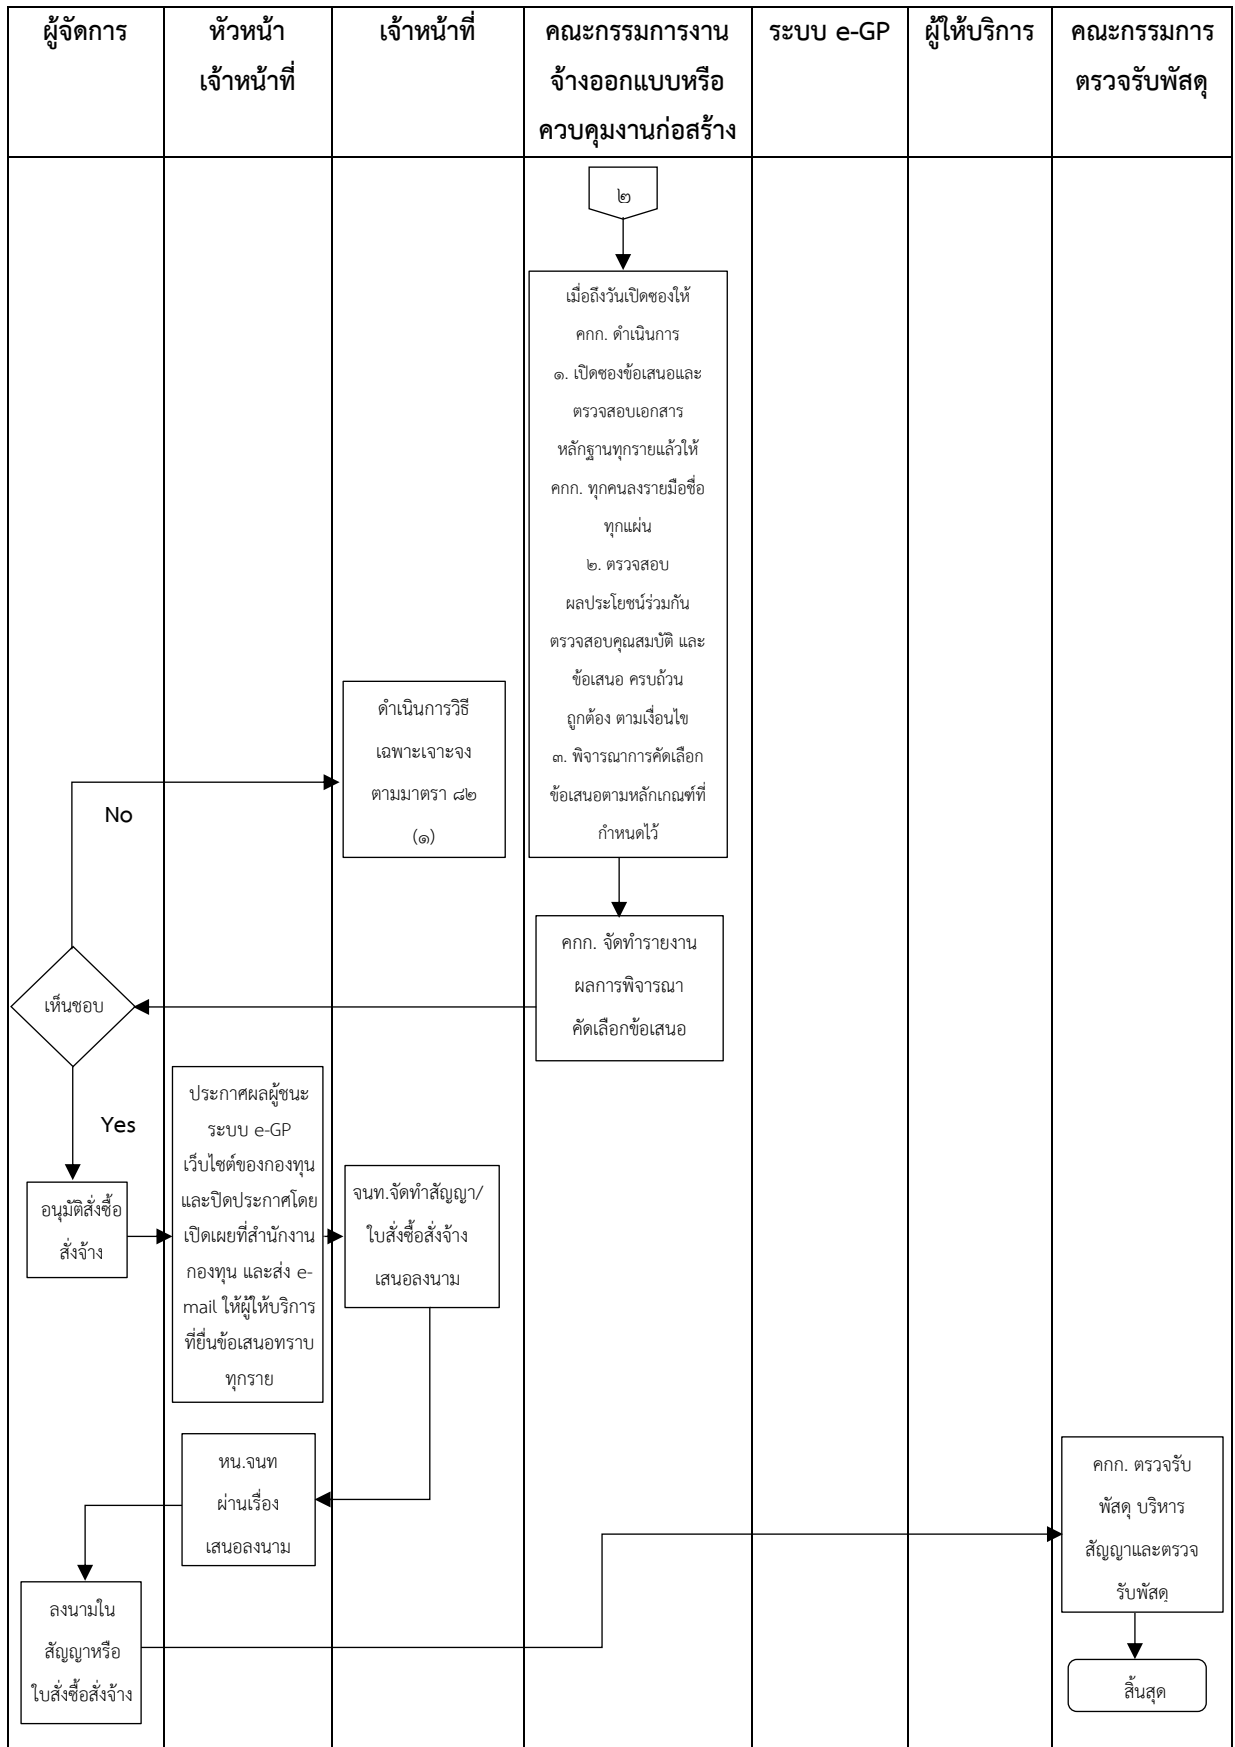 ผู้จัดการ
หัวหน้า
เจ้าหน้าที่
เจ้าหน้าที่
คณะกรรมการงาน
จ้างออกแบบหรือ
ควบคุมงานก่อสร้าง
ระบบ e-GP
ผู้ให้บริการ
คณะกรรมการ
ตรวจรับพัสดุ
๒
เมื่อถึงวันเปิดซองให้
คกก. ดำเนินการ
๑. เปิดซองข้อเสนอและ
ตรวจสอบเอกสาร
หลักฐานทุกรายแล้วให้
คกก. ทุกคนลงรายมือชื่อ
ทุกแผ่น
๒. ตรวจสอบ
ผลประโยชน์ร่วมกัน
ตรวจสอบคุณสมบัติ และ
ข้อเสนอ ครบถ้วน
ถูกต้อง ตามเงื่อนไข
๓. พิจารณาการคัดเลือก
ข้อเสนอตามหลักเกณฑ์ที่
กำหนดไว้
ดำเนินการวิธี
เฉพาะเจาะจง
ตามมาตรา ๘๒
(๑)
No
คกก. จัดทำรายงาน
ผลการพิจารณา
คัดเลือกข้อเสนอ
เห็นชอบ
Yes
อนุมัติสั่งซื้อ
สั่งจ้าง
ประกาศผลผู้ชนะ
ระบบ e-GP
เว็บไซต์ของกองทุน
และปิดประกาศโดย
เปิดเผยที่สำนักงาน
กองทุน และส่ง e-
mail ให้ผู้ให้บริการ
ที่ยื่นข้อเสนอทราบ
ทุกราย
จนท.จัดทำสัญญา/
ใบสั่งซื้อสั่งจ้าง
เสนอลงนาม
หน.จนท
ผ่านเรื่อง
เสนอลงนาม
ลงนามใน
สัญญาหรือ
ใบสั่งซื้อสั่งจ้าง
คกก. ตรวจรับ
พัสดุ บริหาร
สัญญาและตรวจ
รับพัสดุ
สิ้นสุด